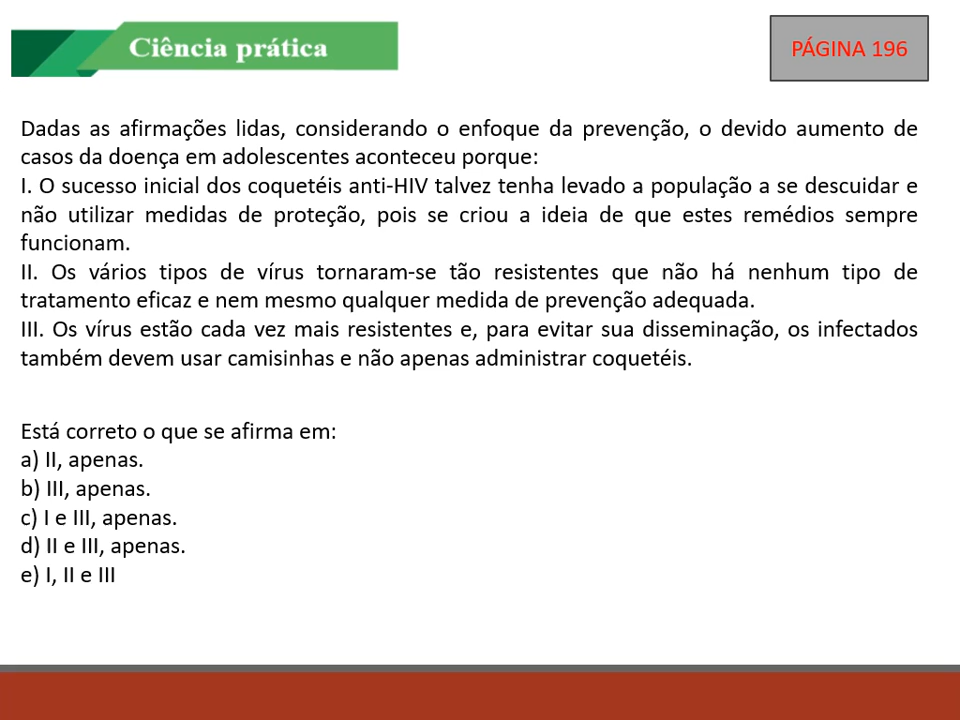 Ciência prática
PÁGINA 196
Dadas as afirmações lidas, considerando o enfoque da prevenção, o devido aumento de
casos da doença em adolescentes aconteceu porque:
I. O sucesso inicial dos coquetéis anti-HIV talvez tenha levado a população a se descuidar e
não utilizar medidas de proteção, pois se criou a ideia de que estes remédios sempre
funcionam.
II. Os vários tipos de vírus tornaram-se tão resistentes que não há nenhum tipo de
tratamento eficaz e nem mesmo qualquer medida de prevenção adequada.
III. Os vírus estão cada vez mais resistentes e, para evitar sua disseminação, os infectados
também devem usar camisinhas e não apenas administrar coquetéis.
Está correto o que se afirma em:
a) II, apenas.
b) III, apenas.
c) I e III, apenas.
d) II e III, apenas.
e) I, II e III